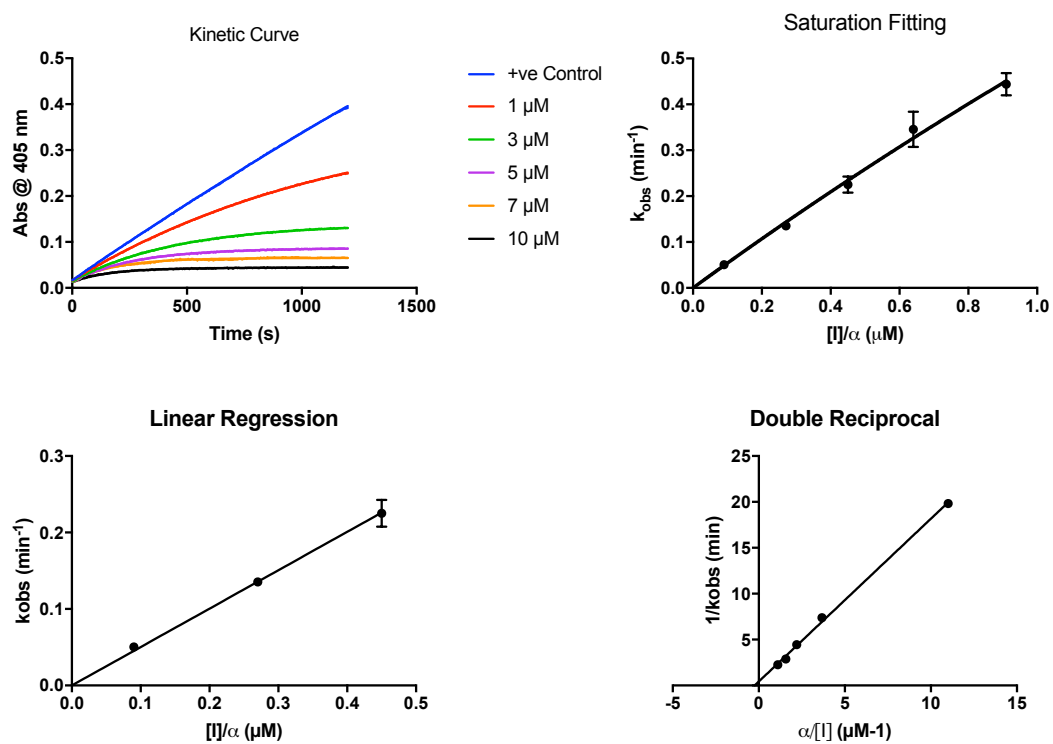 Kinetic Curve
0.5
0.4
0.3
0.2
0.1
0.0
0
500
1000
1500
Abs @ 405 nm
Time (s)
+ve Control
1 µM
3 µM
5 µM
7 µM
10 µM
Saturation Fitting
0.5
0.4
0.3
0.2
0.1
0.0
0.0
0.2
0.4
0.6
0.8
1.0
kobs (min-1)
[I]/α (µM)
Linear Regression
0.3
0.2
0.1
0.0
0.0
0.1
0.2
0.3
0.4
0.5
kobs (min-1)
[I]/α (µM)
Double Reciprocal
25
20
15
10
5
-5
0
5
10
15
1/kobs (min)
α/[I] (µM-1)